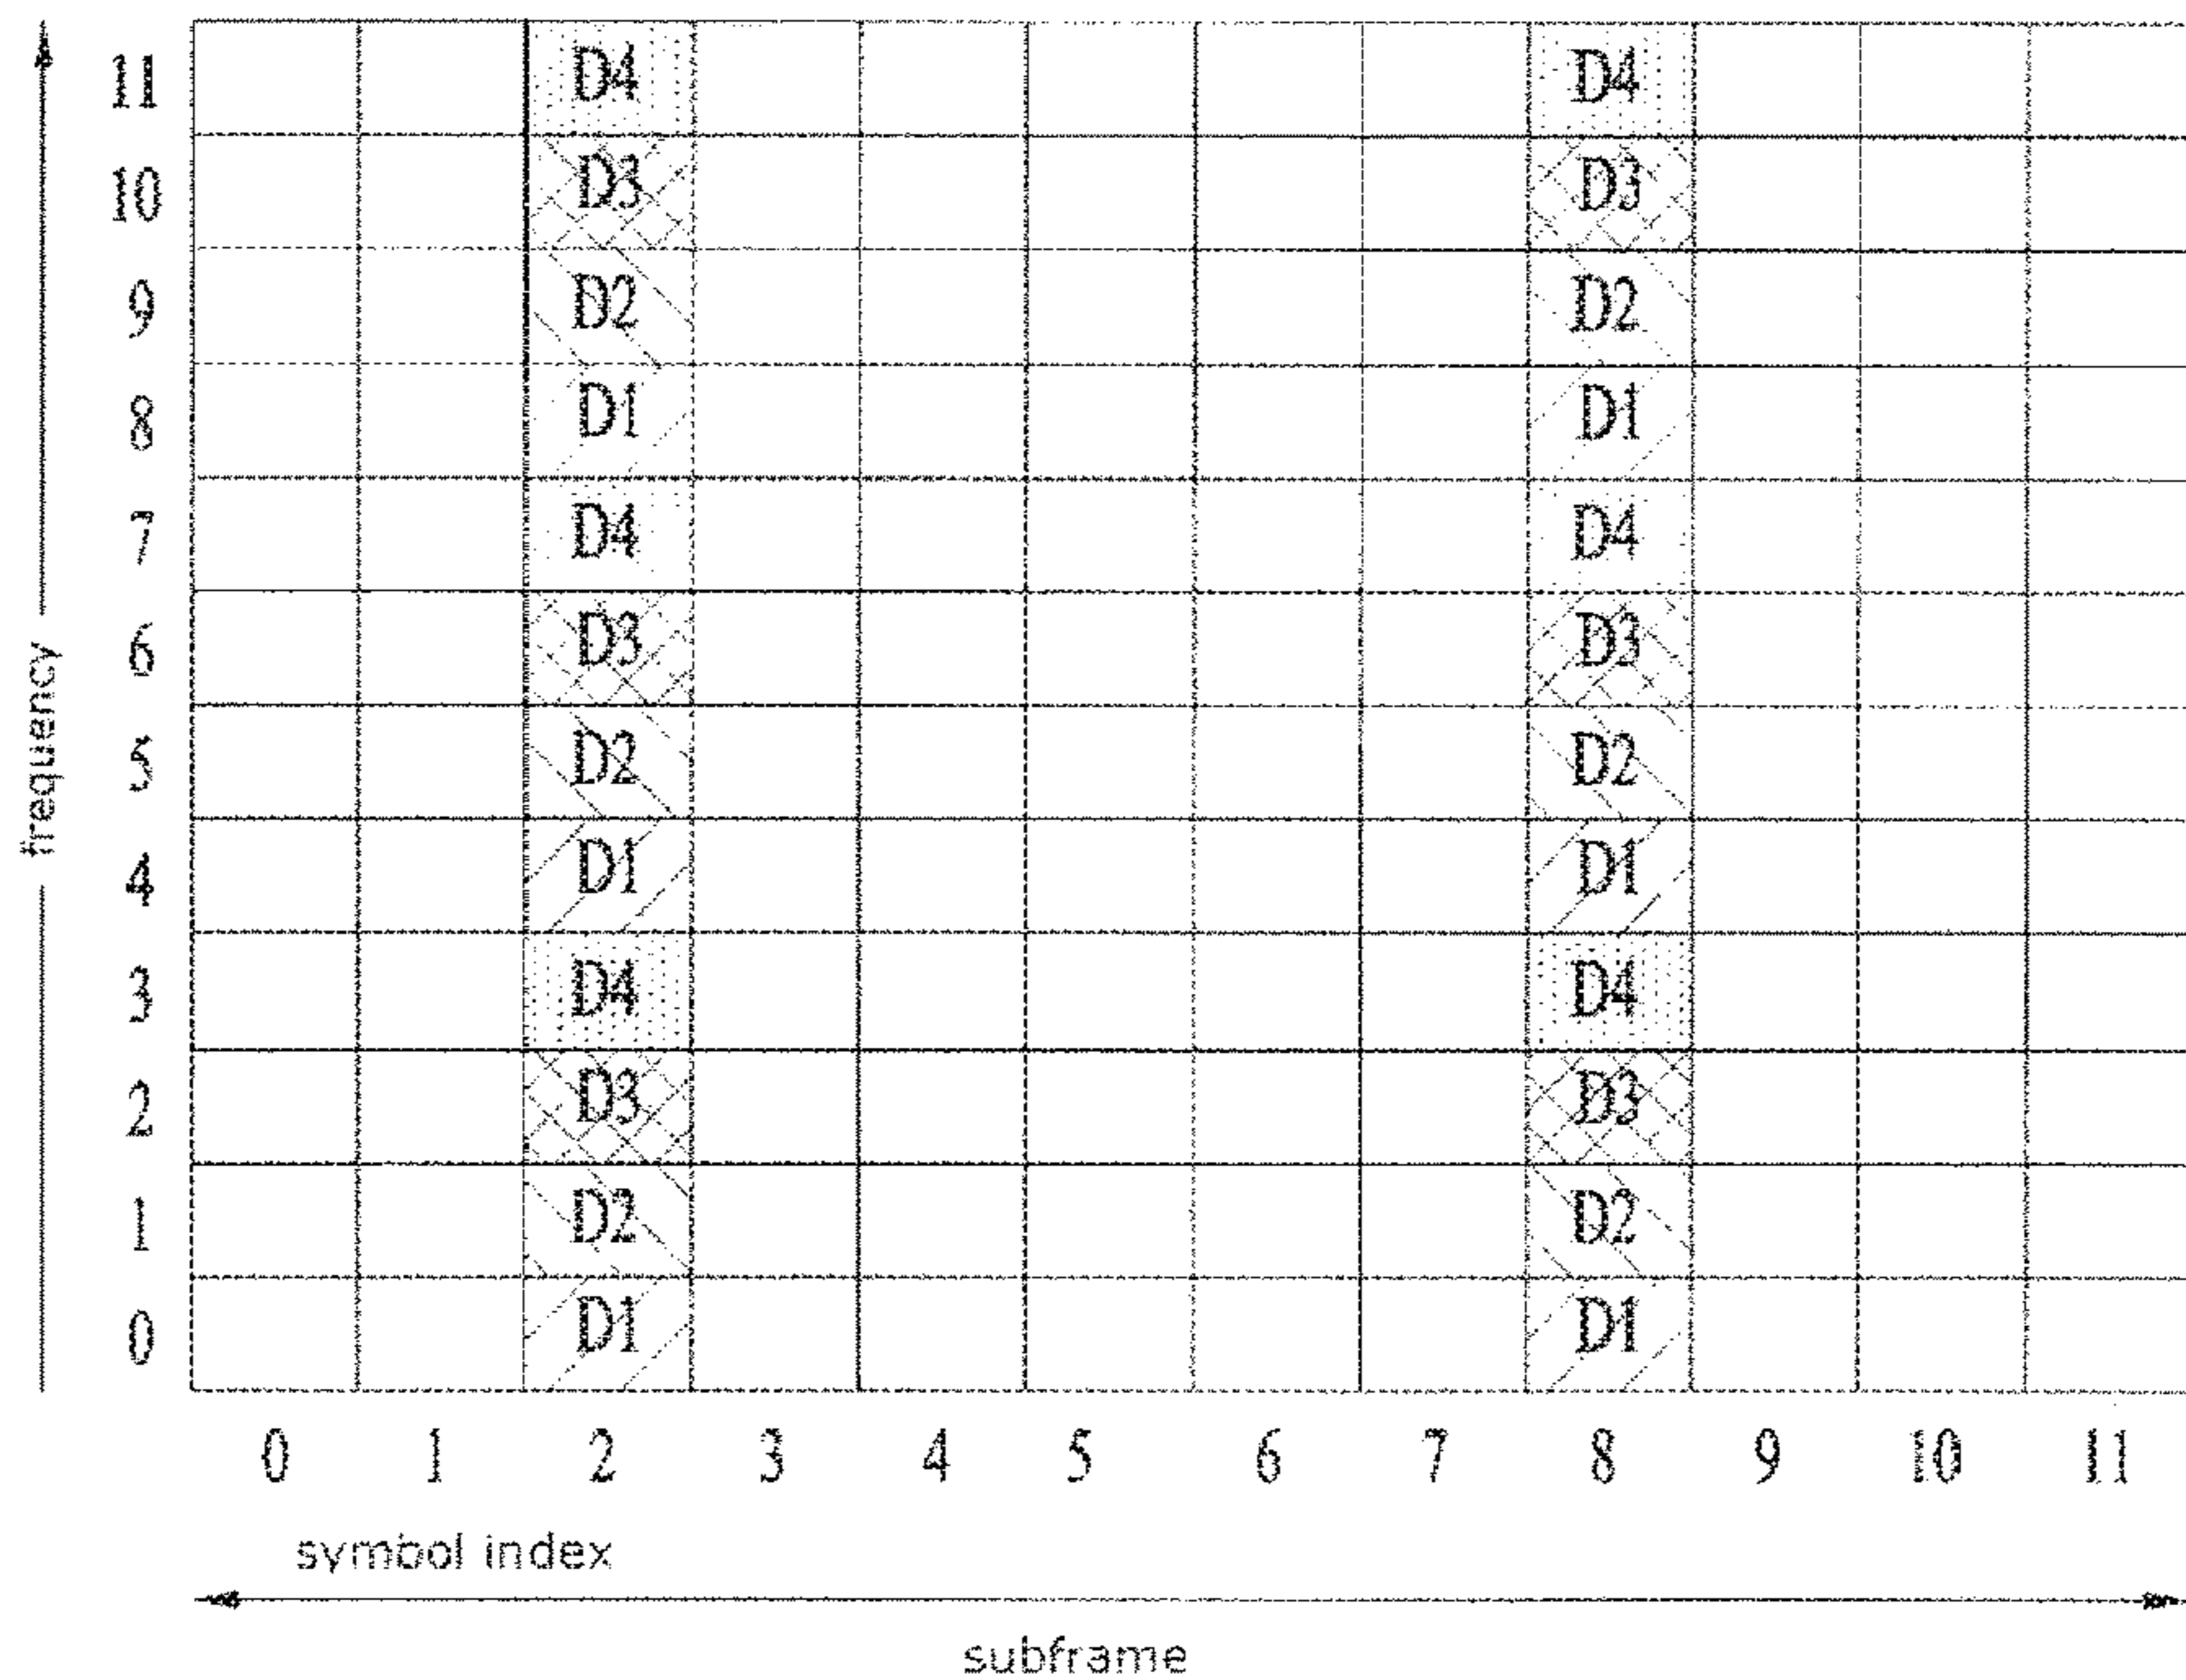 11 D4 D4
10 D3 D3
9 D2 D2
8 D1 D1
7 D4 D4
6 D3 D3
5 D2 D2
4 D1 D1
3 D4 D4
2 D3 D3
1 D2 D2
0 D1 D1
frequency
0 1 2 3 4 5 6 7 8 9 10 11
symbol index
subframe